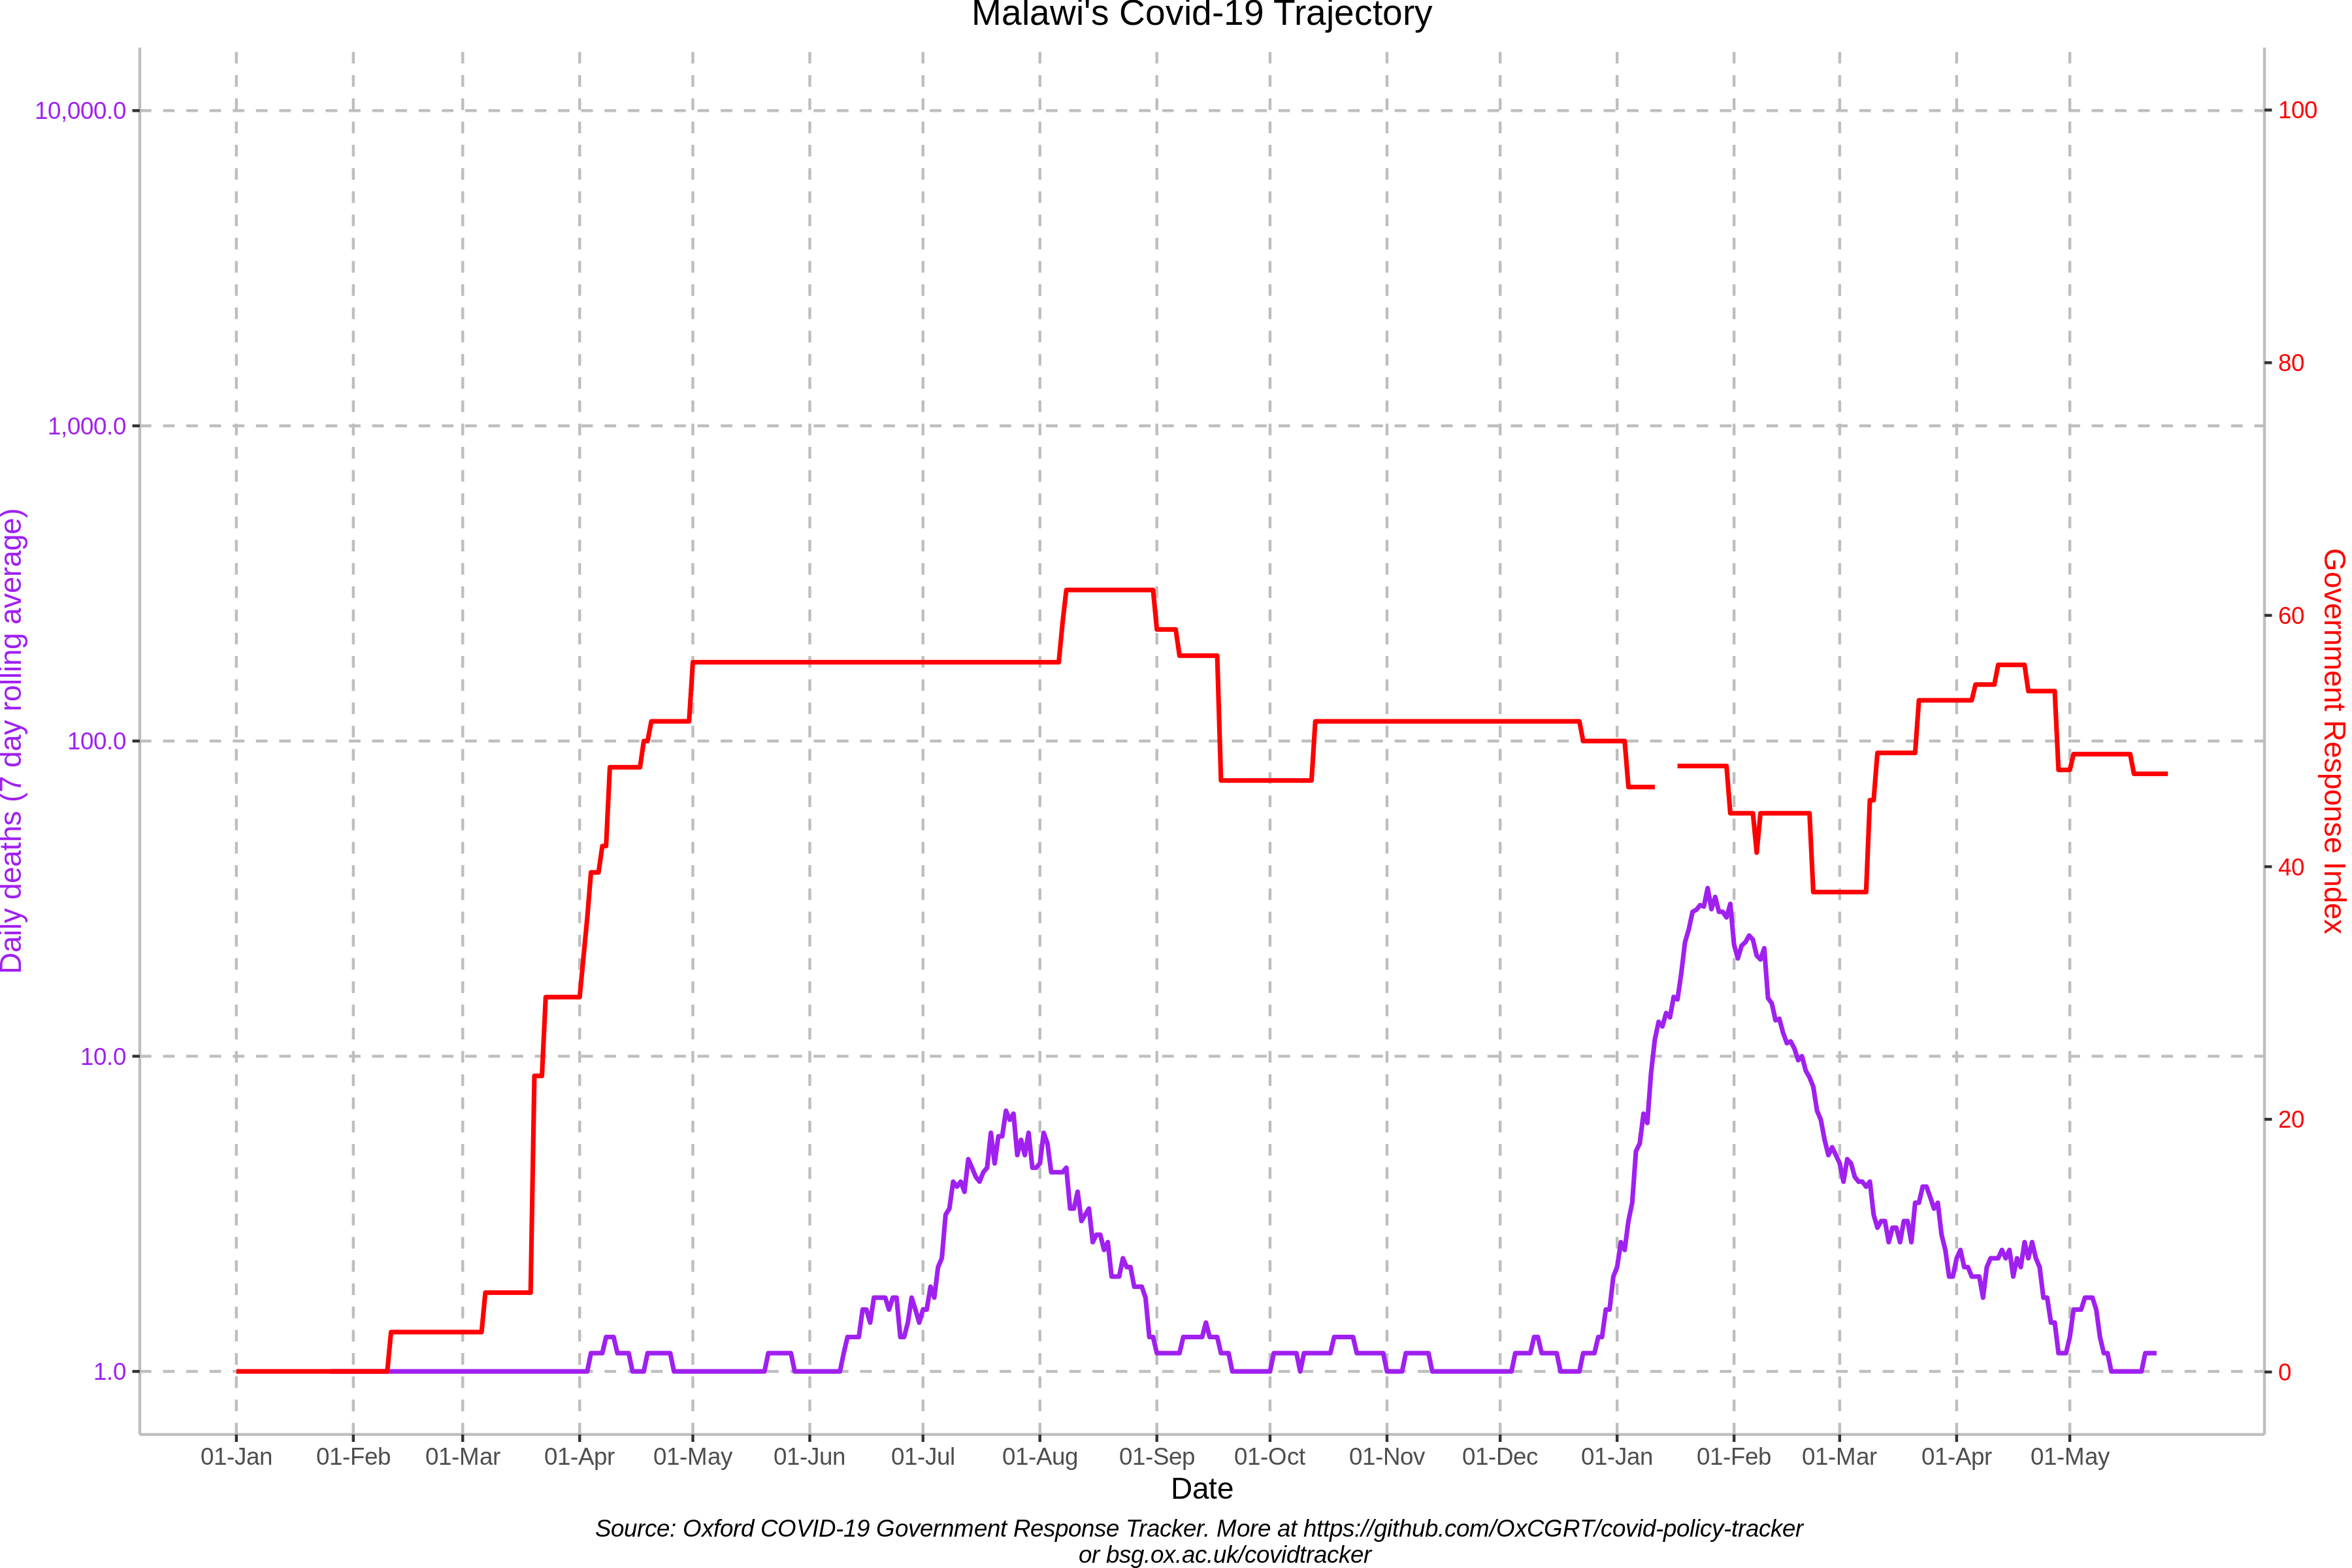 Malawi's Covid-19 Trajectory
10,000.0
1,000.0
100.0
10.0
1.0
Daily deaths (7 day rolling average)
100
80
60
40
20
0
Government Response Index
01-Jan 01-Feb 01-Mar 01-Apr 01-May 01-Jun 01-Jul 01-Aug 01-Sep 01-Oct 01-Nov 01-Dec 01-Jan 01-Feb 01-Mar 01-Apr 01-May
Date
Source: Oxford COVID-19 Government Response Tracker. More at https://github.com/OxCGRT/covid-policy-tracker
or bsg.ox.ac.uk/covidtracker